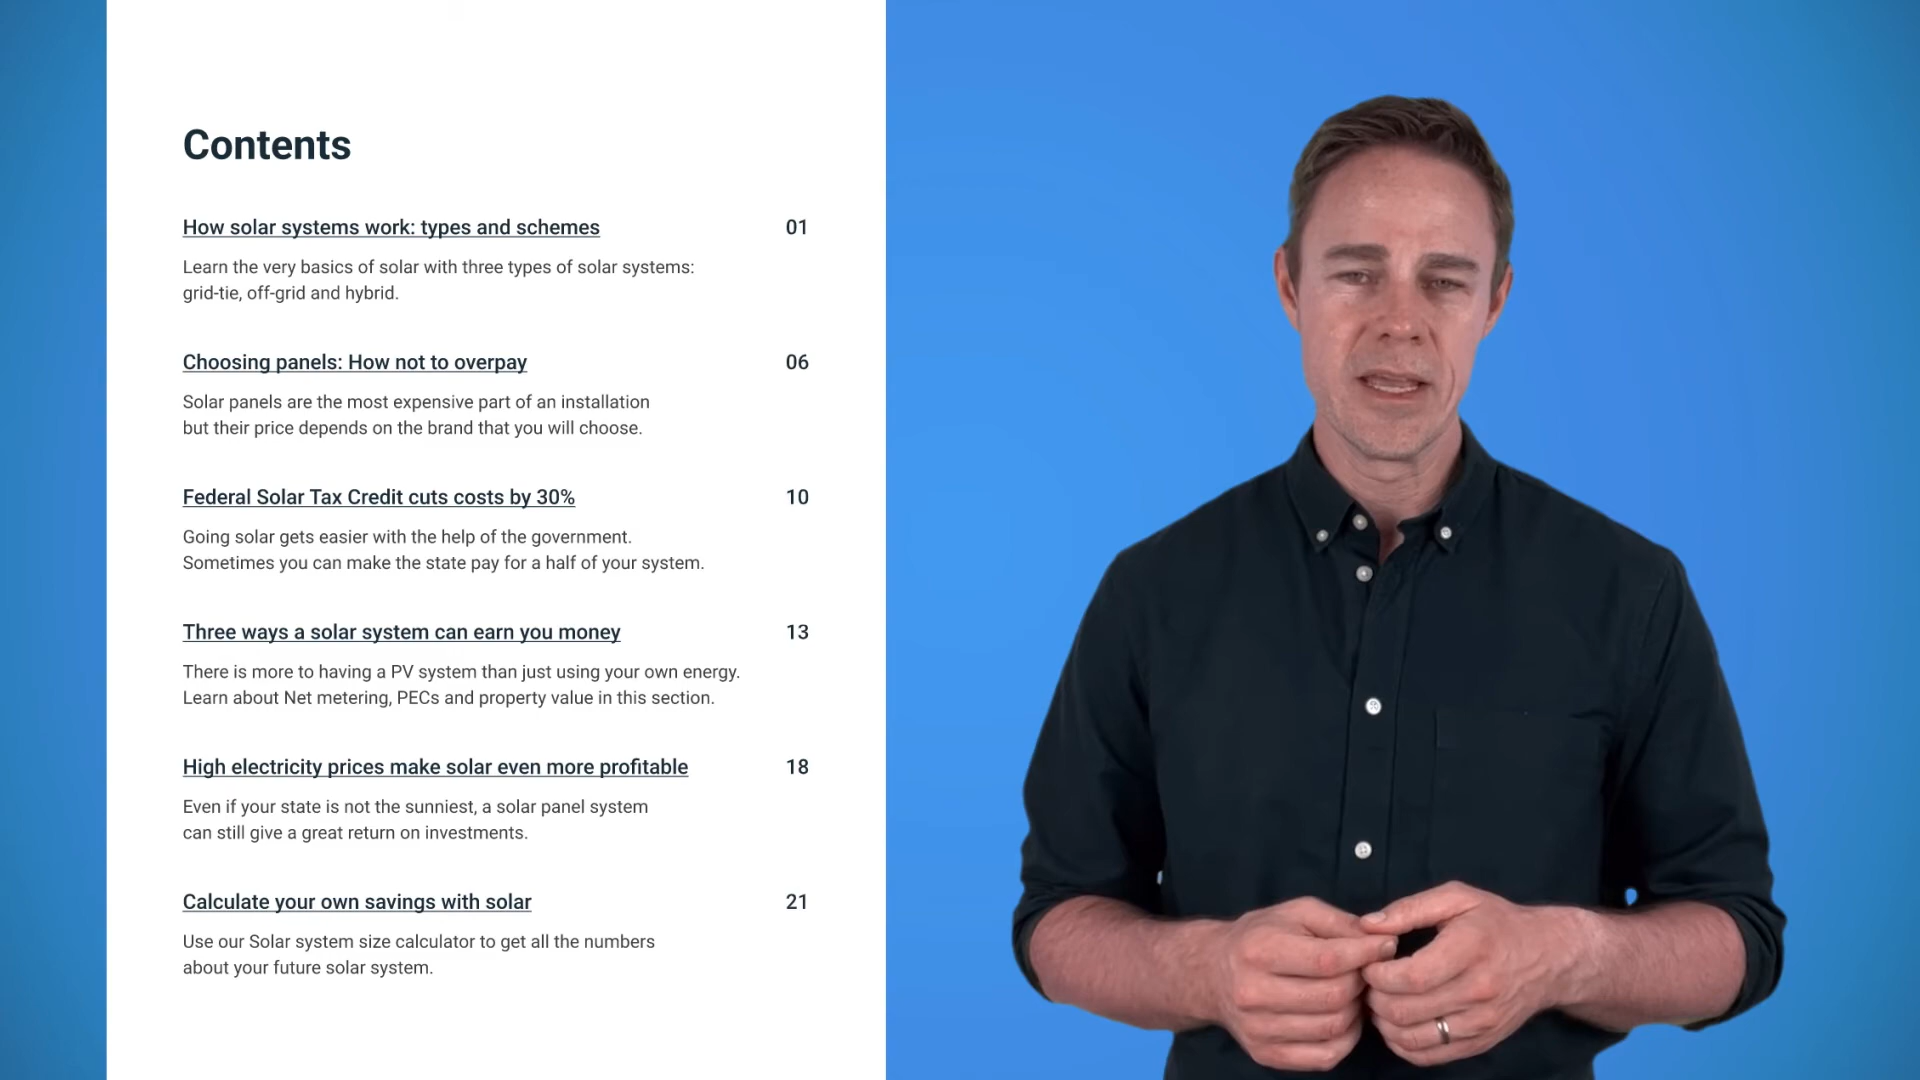 Contents
How solar systems work: types and schemes 01
Learn the very basics of solar with three types of solar systems:
grid-tie, off-grid and hybrid.
Choosing panels: How not to overpay 06
Solar panels are the most expensive part of an installation
but their price depends on the brand that you will choose.
Federal Solar Tax Credit cuts costs by 30% 10
Going solar gets easier with the help of the government.
Sometimes you can make the state pay for a half of your system.
Three ways a solar system can earn you money 13
There is more to having a PV system than just using your own energy.
Learn about Net metering, PECs and property value in this section.
High electricity prices make solar even more profitable 18
Even if your state is not the sunniest, a solar panel system
can still give a great return on investments.
Calculate your own savings with solar 21
Use our Solar system size calculator to get all the numbers
about your future solar system.